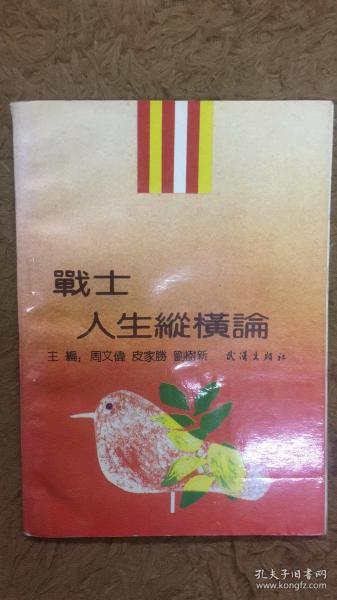 戰士
人生縱横論
主編：周文偉 皮家勝 劉樹新 武漢出版社
孔夫子旧书网
www.kongfz.com